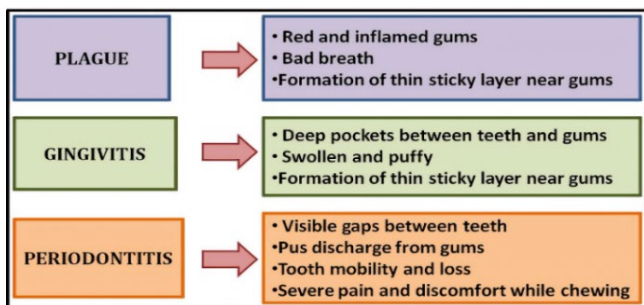 PLAGUE
• Red and inflamed gums
• Bad breath
• Formation of thin sticky layer near gums
GINGIVITIS
• Deep pockets between teeth and gums
• Swollen and puffy
• Formation of thin sticky layer near gums
PERIODONTITIS
• Visible gaps between teeth
• Pus discharge from gums
• Tooth mobility and loss
• Severe pain and discomfort while chewing